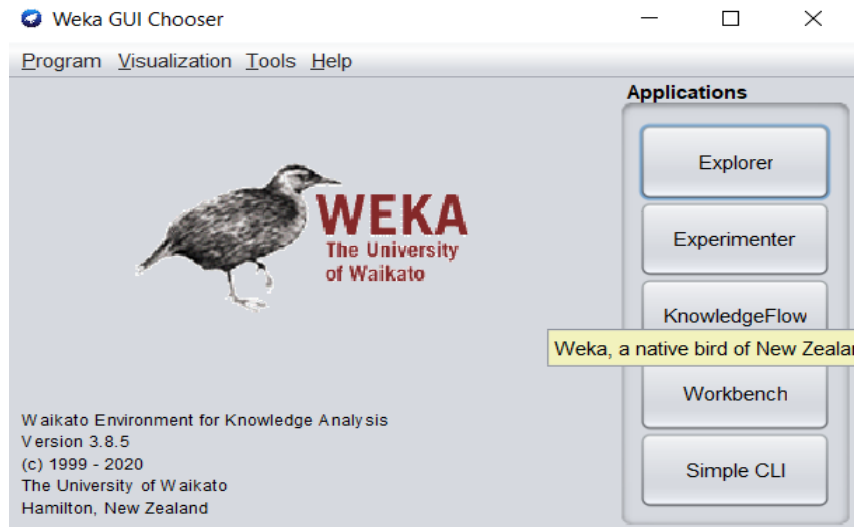 Weka GUI Chooser
Program Visualization Tools Help
Applications
Explorer
Experimenter
KnowledgeFlow
Weka, a native bird of New Zeala
Workbench
Simple CLI
WEKA
The University
of Waikato
Waikato Environment for Knowledge Analysis
Version 3.8.5
(c) 1999 - 2020
The University of Waikato
Hamilton, New Zealand